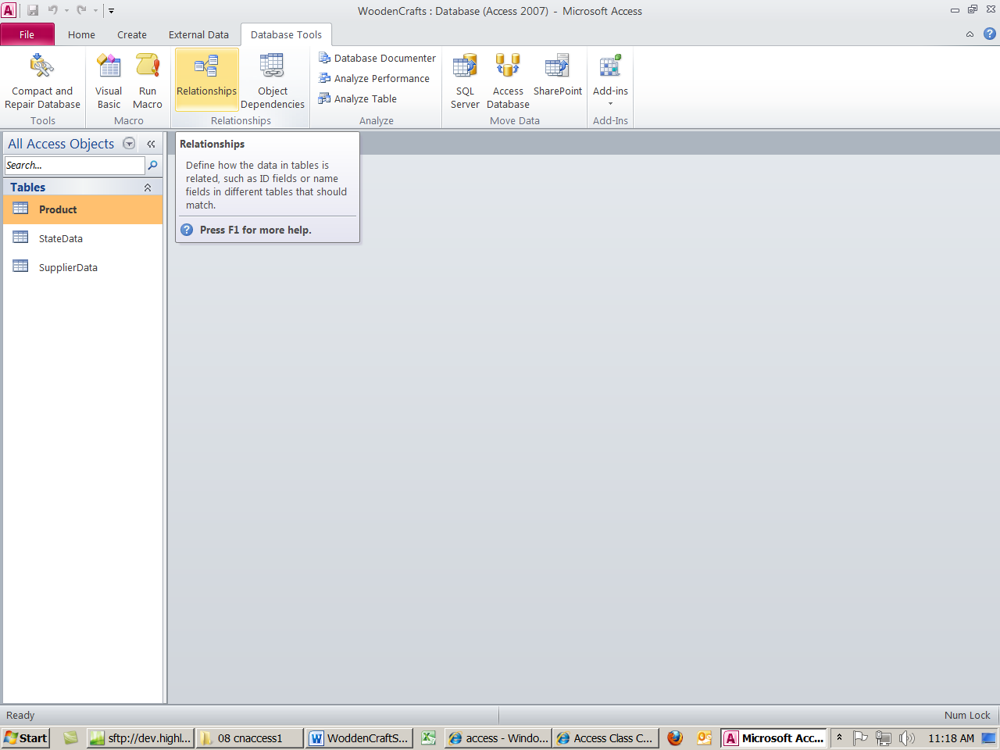 WoodenCrafts : Database (Access 2007) - Microsoft Access
File Home Create External Data Database Tools
Compact and Repair Database
Visual Basic
Run Macro
Relationships
Object Dependencies
Database Documenter
Analyze Performance
Analyze Table
SQL Server
Access Database
SharePoint
Add-ins
Tools Macro Relationships Analyze Move Data Add-Ins
All Access Objects
Search...
Tables
Product
StateData
SupplierData
Relationships
Define how the data in tables is
related, such as ID fields or name
fields in different tables that should
match.
Press F1 for more help.
Ready Num Lock
Start sftp://dev.highl... 08 cnaccess1 WoddenCraftS... access - Windo... Access Class C... Microsoft Acc... 11:18 AM